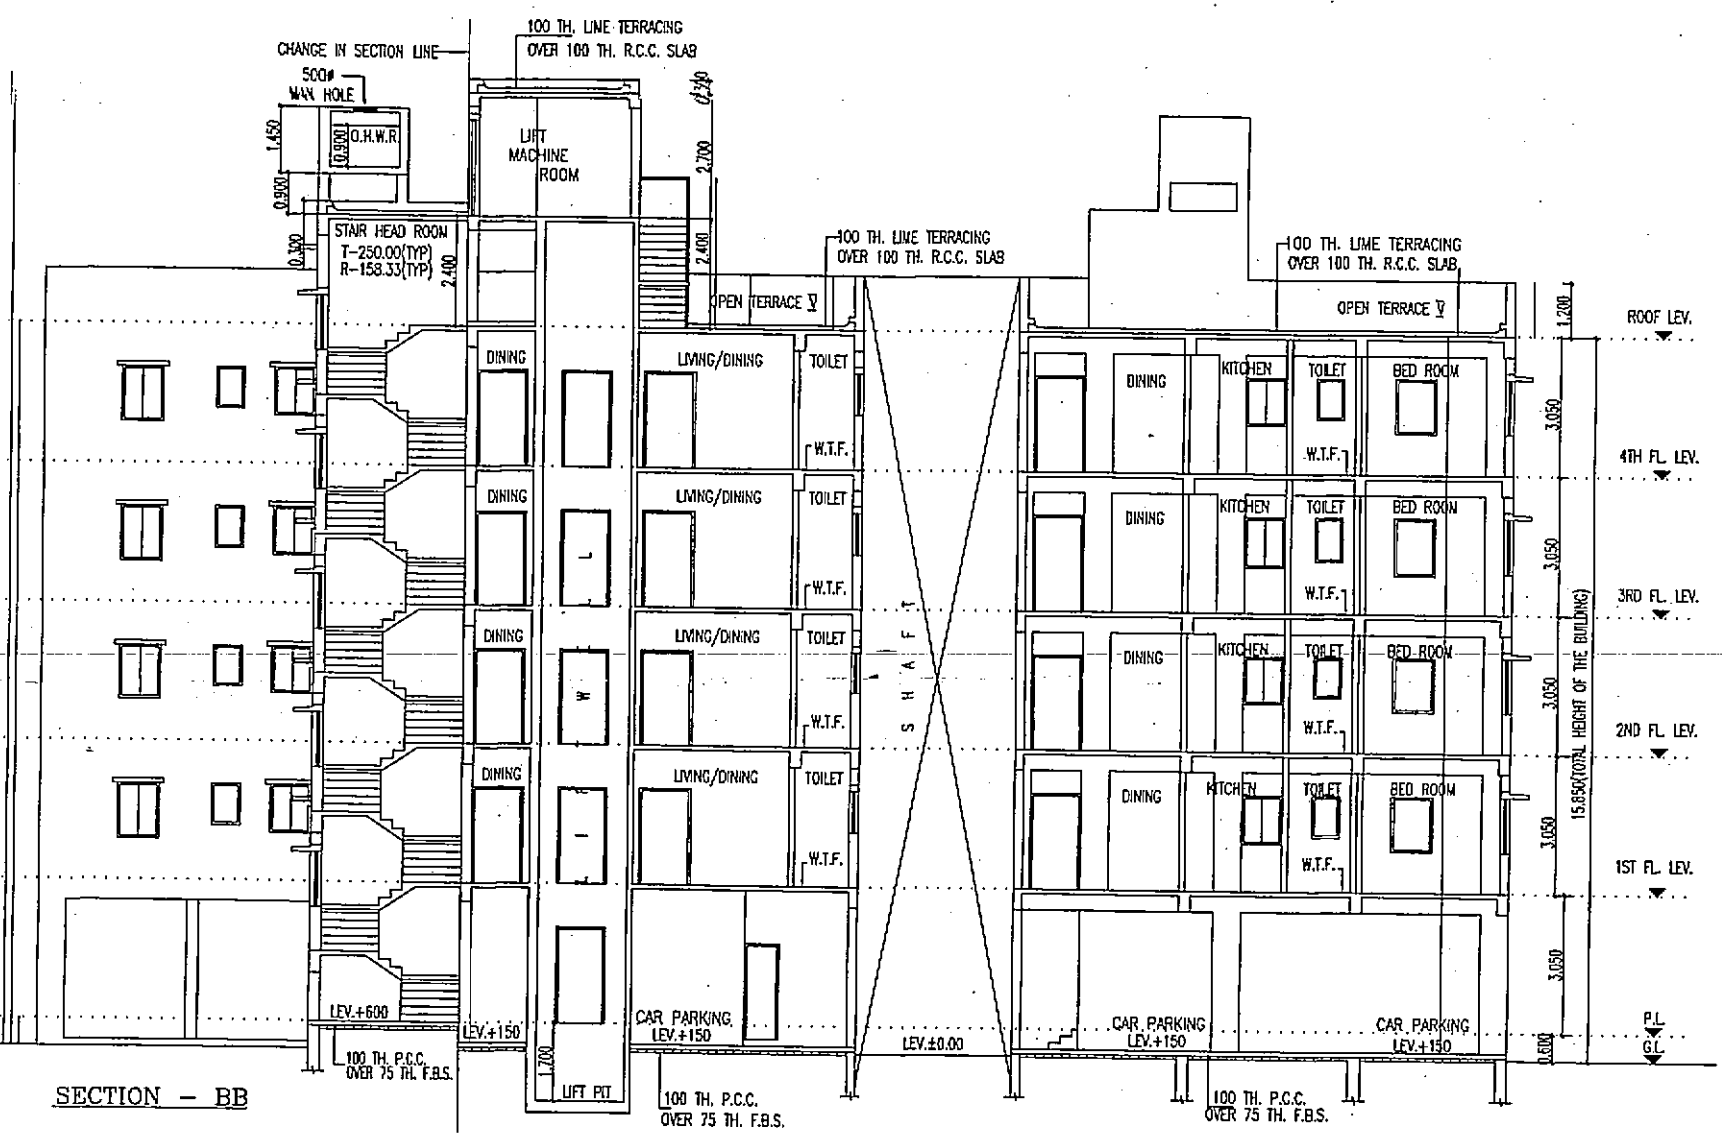 100 TH. LIME TERRACING
OVER 100 TH. R.C.C. SLAB
CHANGE IN SECTION LINE
500ø
MAN HOLE
O.H.W.R.
1.450
0.900
0.900
0.300
LIFT
MACHINE
ROOM
2.700
2.400
STAIR HEAD ROOM
T-250.00(TYP)
R-158.33(TYP)
2.400
100 TH. LIME TERRACING
OVER 100 TH. R.C.C. SLAB
OPEN TERRACE
100 TH. LIME TERRACING
OVER 100 TH. R.C.C. SLAB
OPEN TERRACE
1.200
ROOF LEV.
DINING
LIVING/DINING
TOILET
W.T.F.
DINING
KITCHEN
TOILET
BED ROOM
W.T.F.
3.050
4TH FL. LEV.
DINING
L
LIVING/DINING
TOILET
W.T.F.
DINING
KITCHEN
TOILET
BED ROOM
W.T.F.
3.050
3RD FL. LEV.
DINING
W
LIVING/DINING
TOILET
W.T.F.
SHAFT
DINING
KITCHEN
TOILET
BED ROOM
W.T.F.
3.050
15.850(TOTAL HEIGHT OF THE BUILDING)
2ND FL. LEV.
DINING
LIVING/DINING
TOILET
W.T.F.
DINING
KITCHEN
TOILET
BED ROOM
W.T.F.
3.050
1ST FL. LEV.
3.050
LEV.+600
LEV.+150
CAR PARKING
LEV.+150
LEV.±0.00
CAR PARKING
LEV.+150
CAR PARKING
LEV.+150
P.L.
G.L.
0.600
100 TH. P.C.C.
OVER 75 TH. F.B.S.
1.700
LIFT PIT
100 TH. P.C.C.
OVER 75 TH. F.B.S.
100 TH. P.C.C.
OVER 75 TH. F.B.S.
SECTION - BB